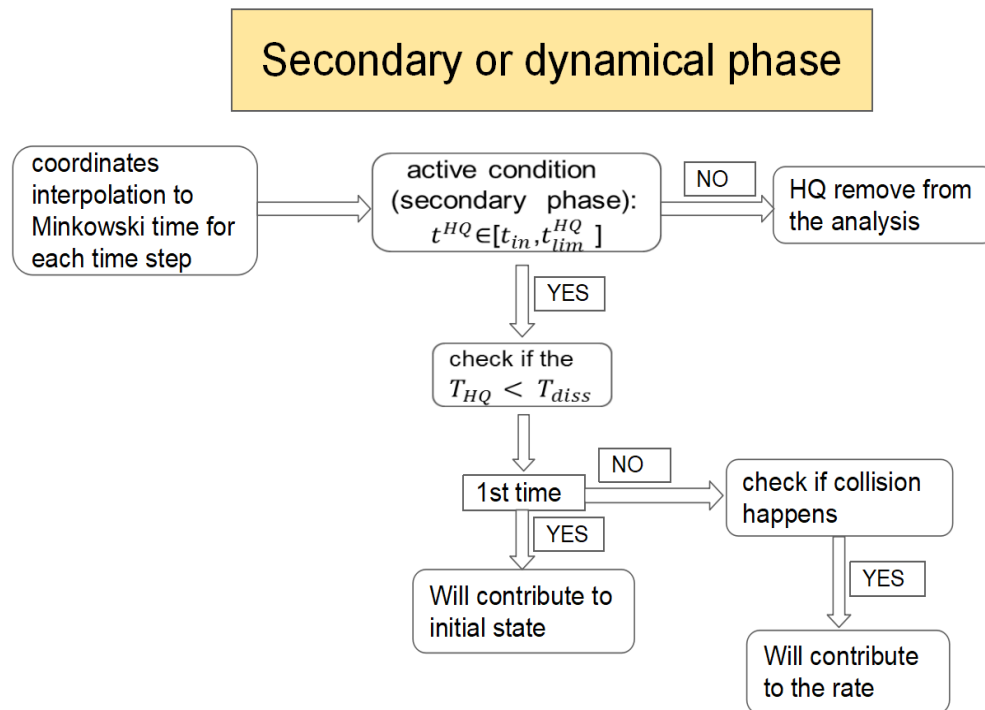 Secondary or dynamical phase
coordinates
interpolation to
Minkowski time for
each time step
active condition
(secondary phase):
$t^{HQ} \in [t_{in}, t_{lim}^{HQ}]$
NO
HQ remove from
the analysis
YES
check if the
$T_{HQ} < T_{diss}$
1st time
NO
check if collision
happens
YES
YES
Will contribute to
initial state
Will contribute
to the rate